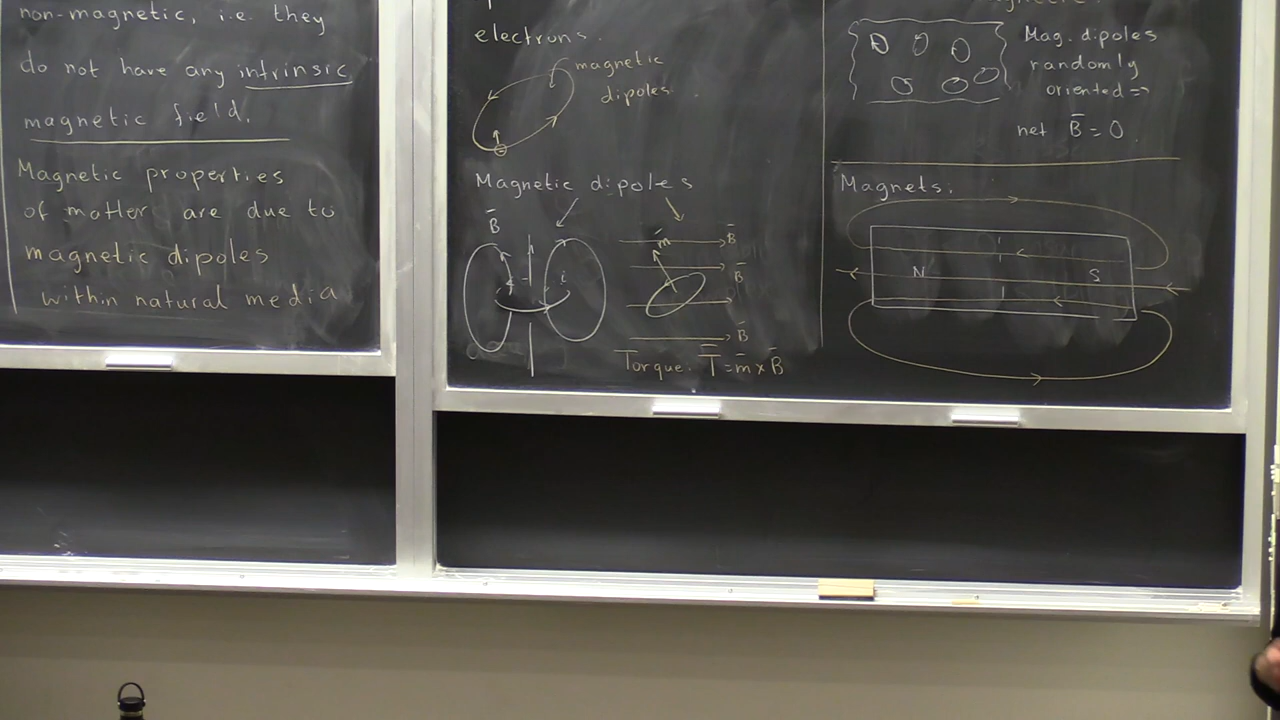 non-magnetic, i.e. they
do not have any intrinsic
magnetic field.
Magnetic properties
of matter are due to
magnetic dipoles
within natural media
electrons.
magnetic
dipoles.
Magnetic dipoles
B̄
i
m̄
B̄
B̄
B̄
Torque. T̄ = m̄ × B̄
Mag. dipoles
randomly
oriented ⇒
net B̄ = 0.
Magnets.
N
S